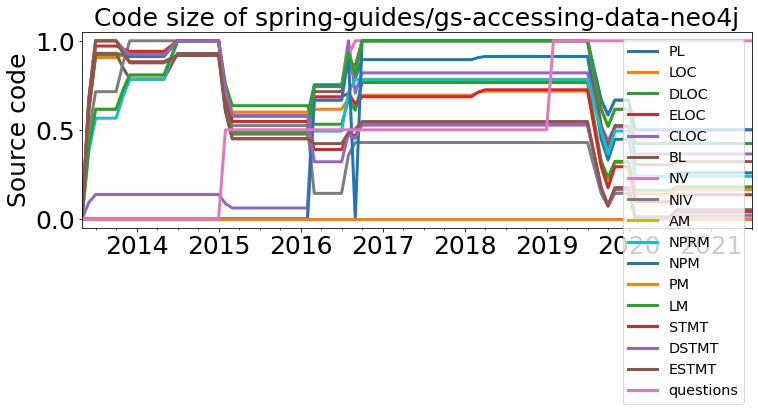 Code size of spring-guides/gs-accessing-data-neo4j
Source code
1.0
0.5
0.0
2014 2015 2016 2017 2018 2019 2020 2021
PL
LOC
DLOC
ELOC
CLOC
BL
NV
NIV
AM
NPRM
NPM
PM
LM
STMT
DSTMT
ESTMT
questions